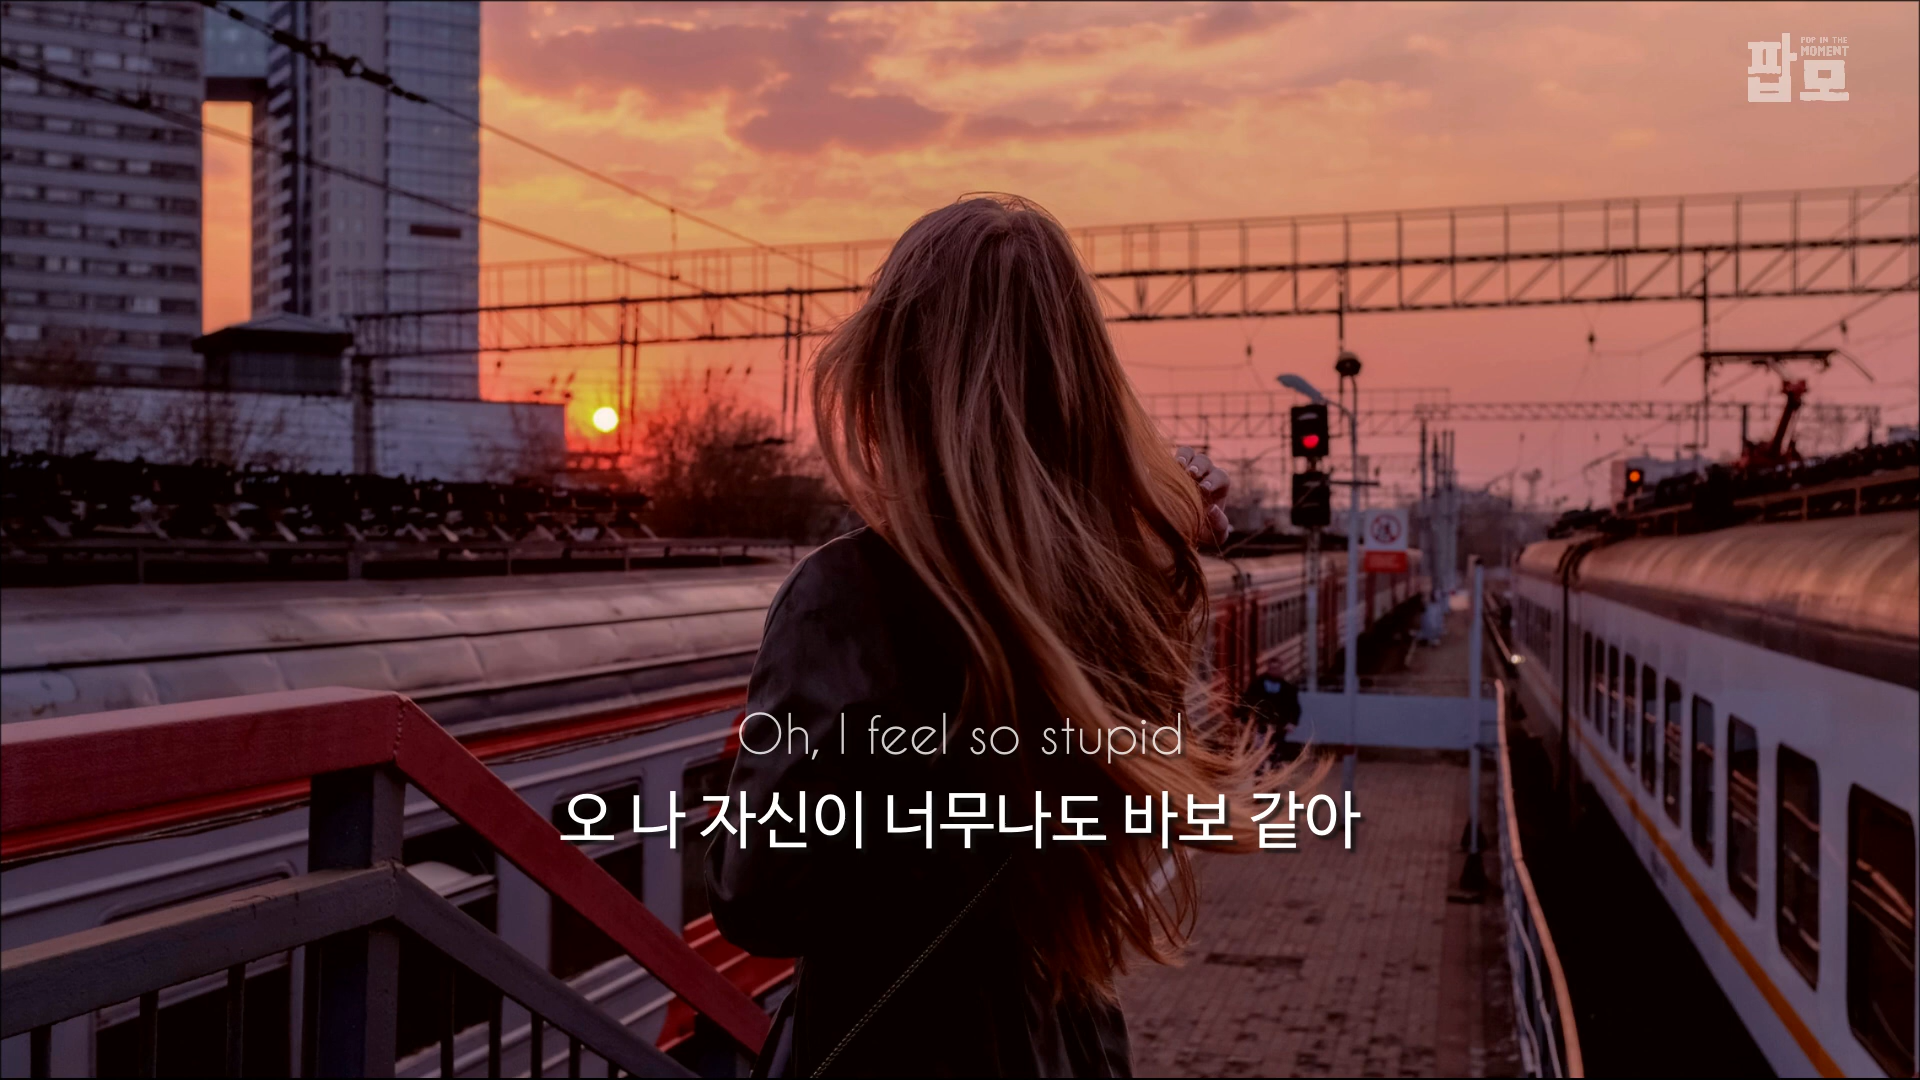 팝모
POP IN THE
MOMENT
Oh, I feel so stupid
오 나 자신이 너무나도 바보 같아